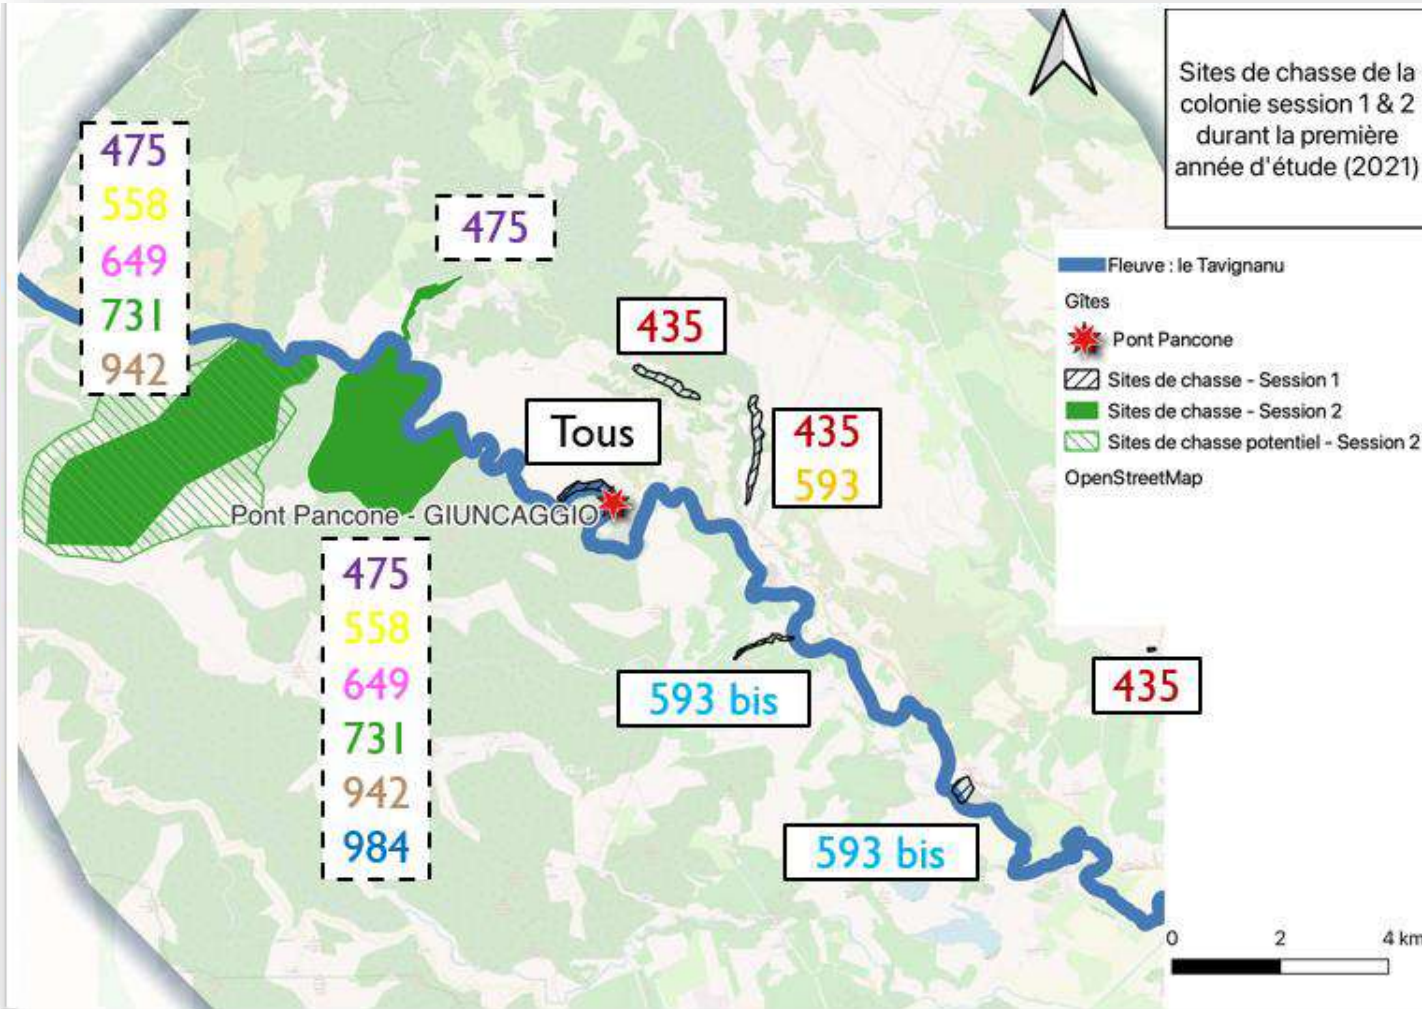 Sites de chasse de la
colonie session 1 & 2
durant la première
année d'étude (2021)
475
558
649
731
942
475
435
Tous
435
593
Pont Pancone - GIUNCAGGIO
475
558
649
731
942
984
593 bis
435
593 bis
Fleuve : le Tavignanu
Gîtes
Pont Pancone
Sites de chasse - Session 1
Sites de chasse - Session 2
Sites de chasse potentiel - Session 2
OpenStreetMap
0 2 4 km